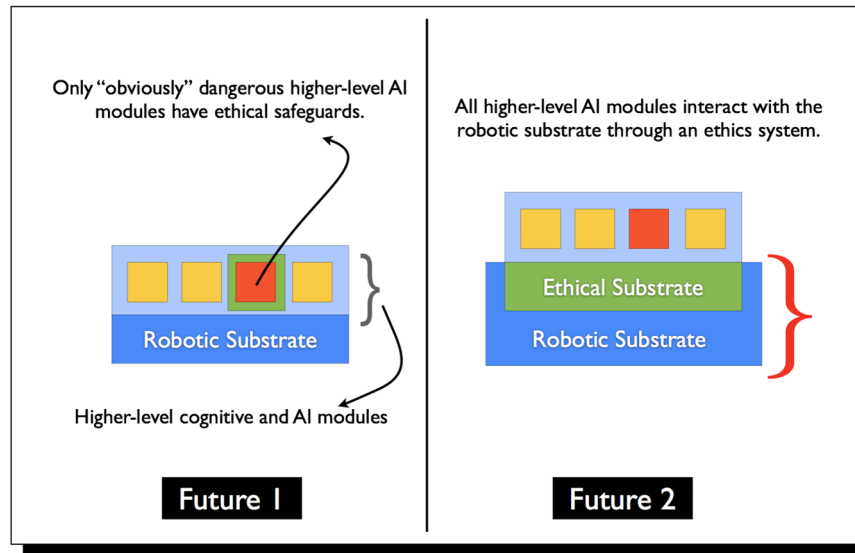 Only “obviously” dangerous higher-level AI
modules have ethical safeguards.
Robotic Substrate
Higher-level cognitive and AI modules
Future 1
All higher-level AI modules interact with the
robotic substrate through an ethics system.
Ethical Substrate
Robotic Substrate
Future 2